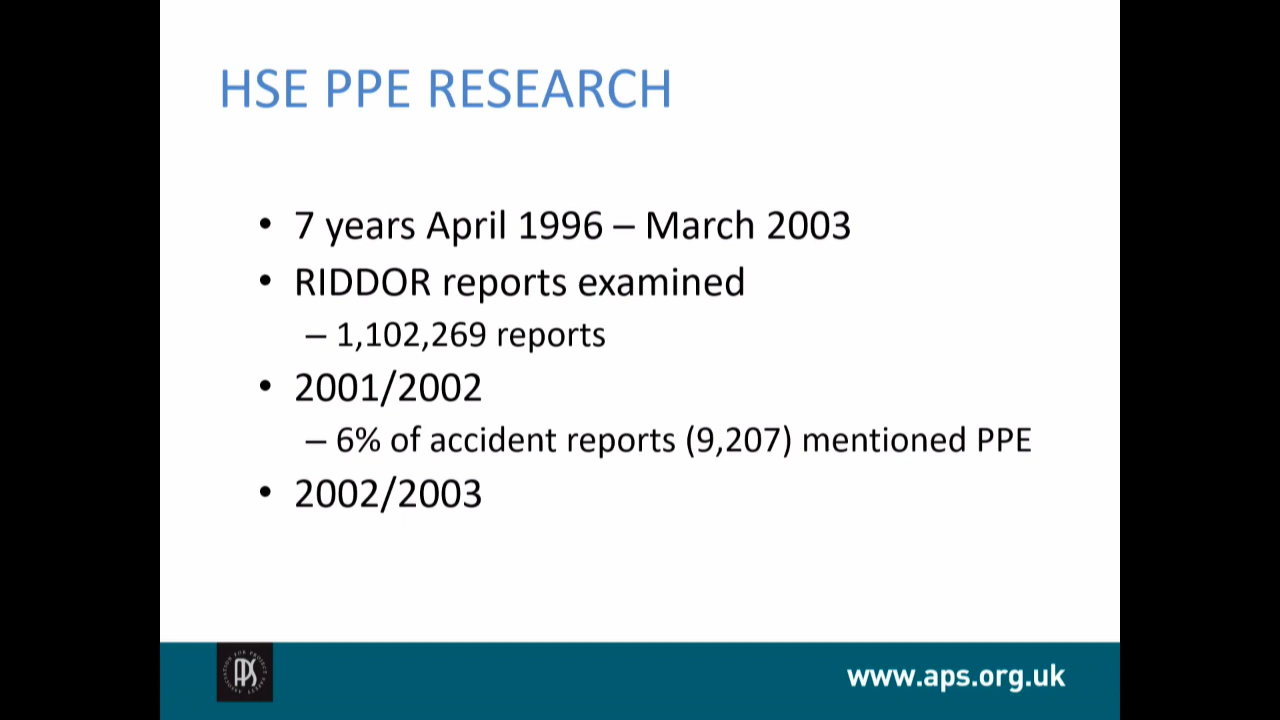 HSE PPE RESEARCH
• 7 years April 1996 – March 2003
• RIDDOR reports examined
– 1,102,269 reports
• 2001/2002
– 6% of accident reports (9,207) mentioned PPE
• 2002/2003
APS
www.aps.org.uk